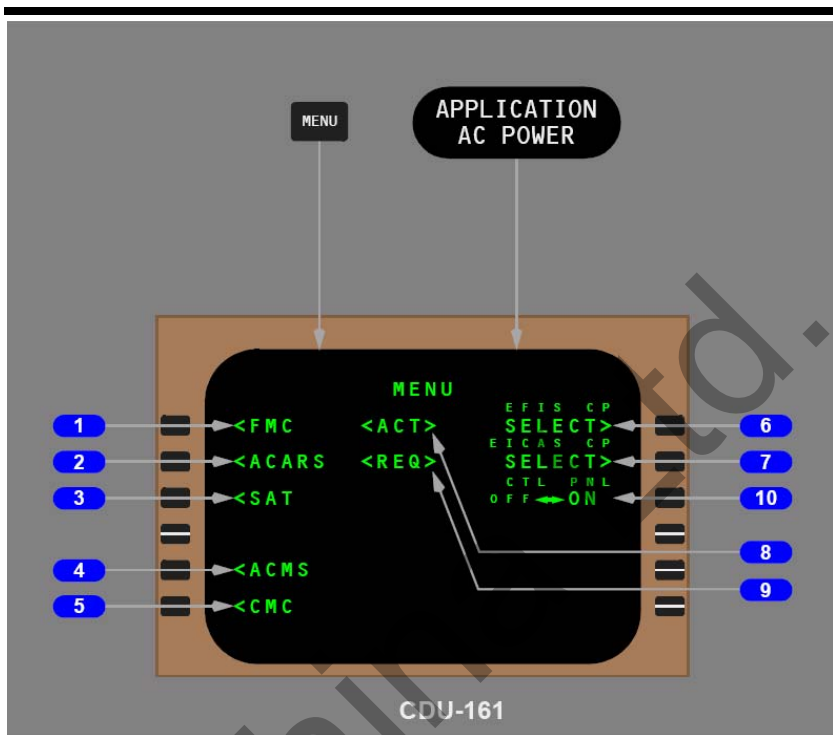 MENU
APPLICATION
AC POWER
MENU
EFIS CP
1 <FMC <ACT> SELECT> 6
EICAS CP
2 <ACARS <REQ> SELECT> 7
CTL PNL
3 <SAT OFF◄►ON 10
8
4 <ACMS
9
5 <CMC
CDU-161
Ltd.